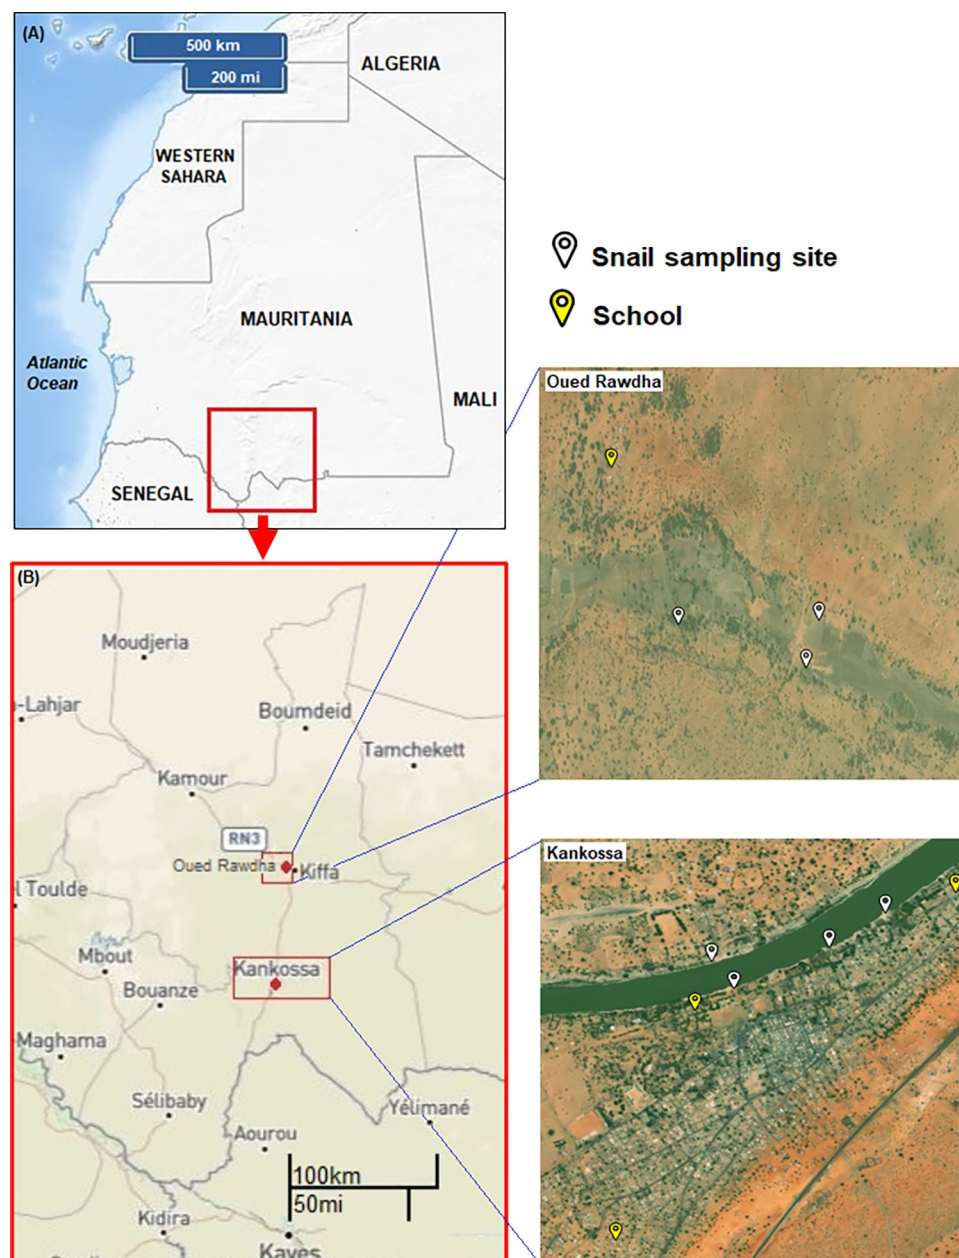 (A)
500 km
200 mi
ALGERIA
WESTERN
SAHARA
MAURITANIA
Atlantic
Ocean
MALI
SENEGAL
Snail sampling site
School
Oued Rawdha
(B)
Moudjeria
-Lahjar
Boumdeid
Tamchekett
Kamour
RN3
Oued Rawdha
Kiffa
l Toulde
Mbout
Kankossa
Bouanze
Maghama
Sélibaby
Yélimané
Aourou
100km
50mi
Kidira
Kayes
Kankossa